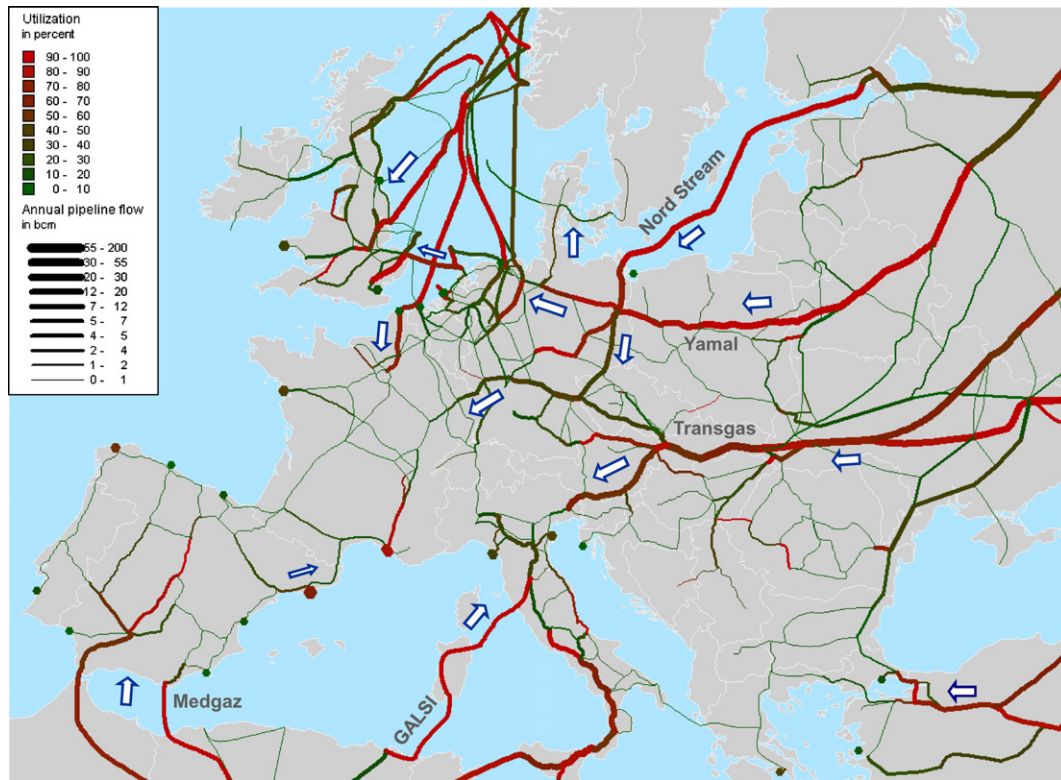 Utilization
in percent
90 - 100
80 - 90
70 - 80
60 - 70
50 - 60
40 - 50
30 - 40
20 - 30
10 - 20
0 - 10
Annual pipeline flow
in bcm
55 - 200
30 - 55
20 - 30
12 - 20
7 - 12
5 - 7
4 - 5
2 - 4
1 - 2
0 - 1
Nord Stream
Yamal
Transgas
Medgaz
GALSI